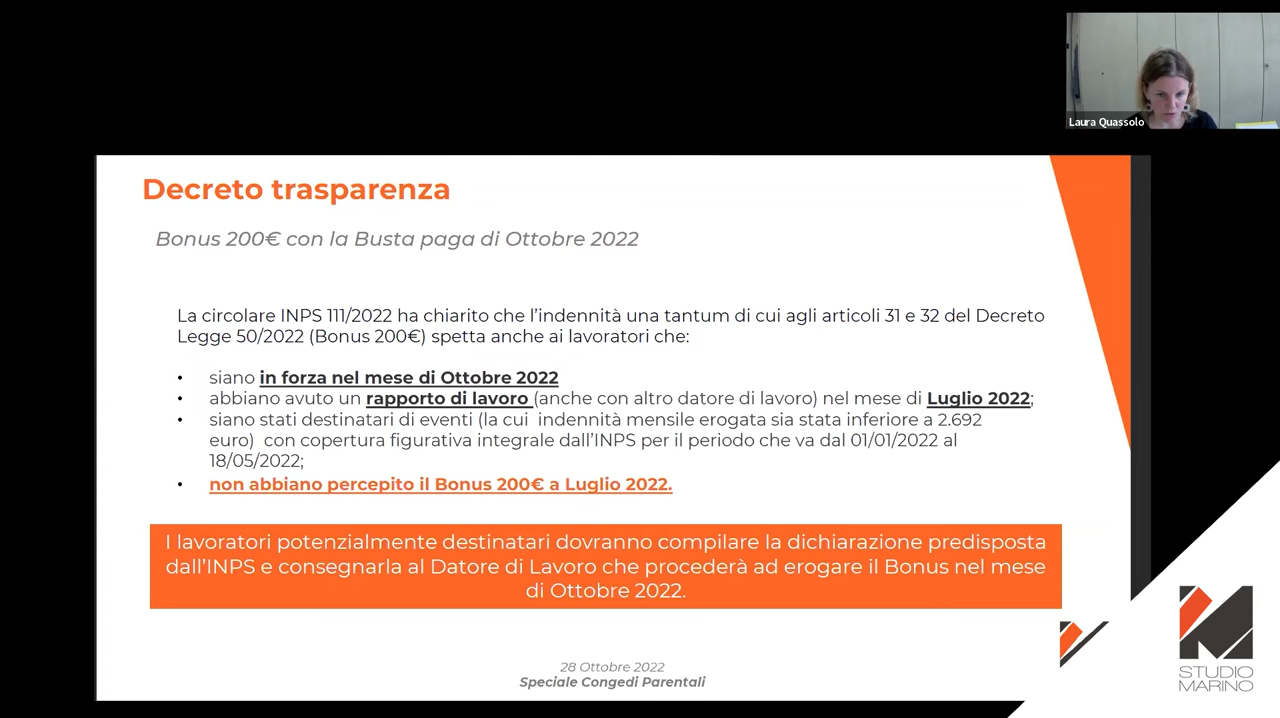 Laura Quassolo
Decreto trasparenza
Bonus 200€ con la Busta paga di Ottobre 2022
La circolare INPS 111/2022 ha chiarito che l'indennità una tantum di cui agli articoli 31 e 32 del Decreto
Legge 50/2022 (Bonus 200€) spetta anche ai lavoratori che:
• siano in forza nel mese di Ottobre 2022
• abbiano avuto un rapporto di lavoro (anche con altro datore di lavoro) nel mese di Luglio 2022;
• siano stati destinatari di eventi (la cui indennità mensile erogata sia stata inferiore a 2.692
euro) con copertura figurativa integrale dall'INPS per il periodo che va dal 01/01/2022 al
18/05/2022;
• non abbiano percepito il Bonus 200€ a Luglio 2022.
I lavoratori potenzialmente destinatari dovranno compilare la dichiarazione predisposta
dall'INPS e consegnarla al Datore di Lavoro che procederà ad erogare il Bonus nel mese
di Ottobre 2022.
28 Ottobre 2022
Speciale Congedi Parentali
STUDIO
MARINO